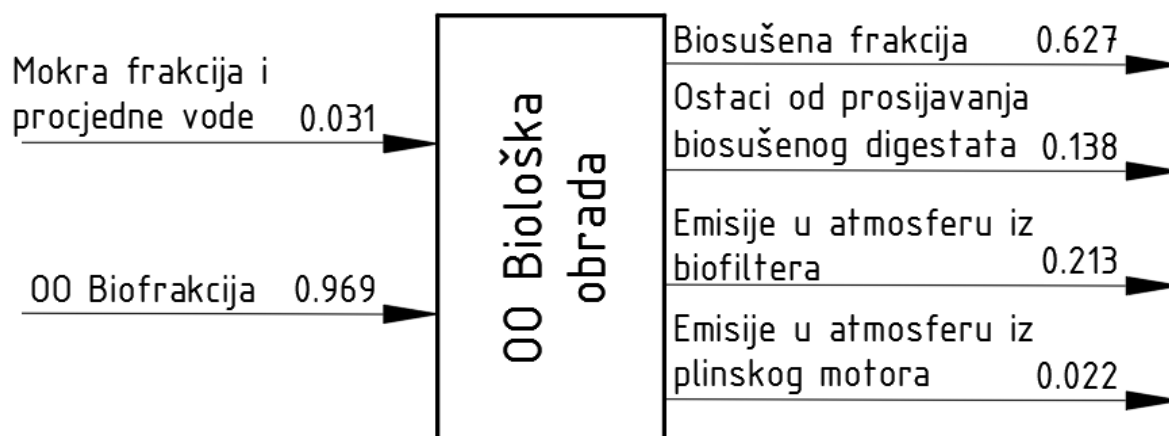 Mokra frakcija i
procjedne vode 0.031
OO Biofrakcija 0.969
OO Biološka
obrada
Biosušena frakcija 0.627
Ostaci od prosijavanja
biosušenog digestata 0.138
Emisije u atmosferu iz
biofiltera 0.213
Emisije u atmosferu iz
plinskog motora 0.022